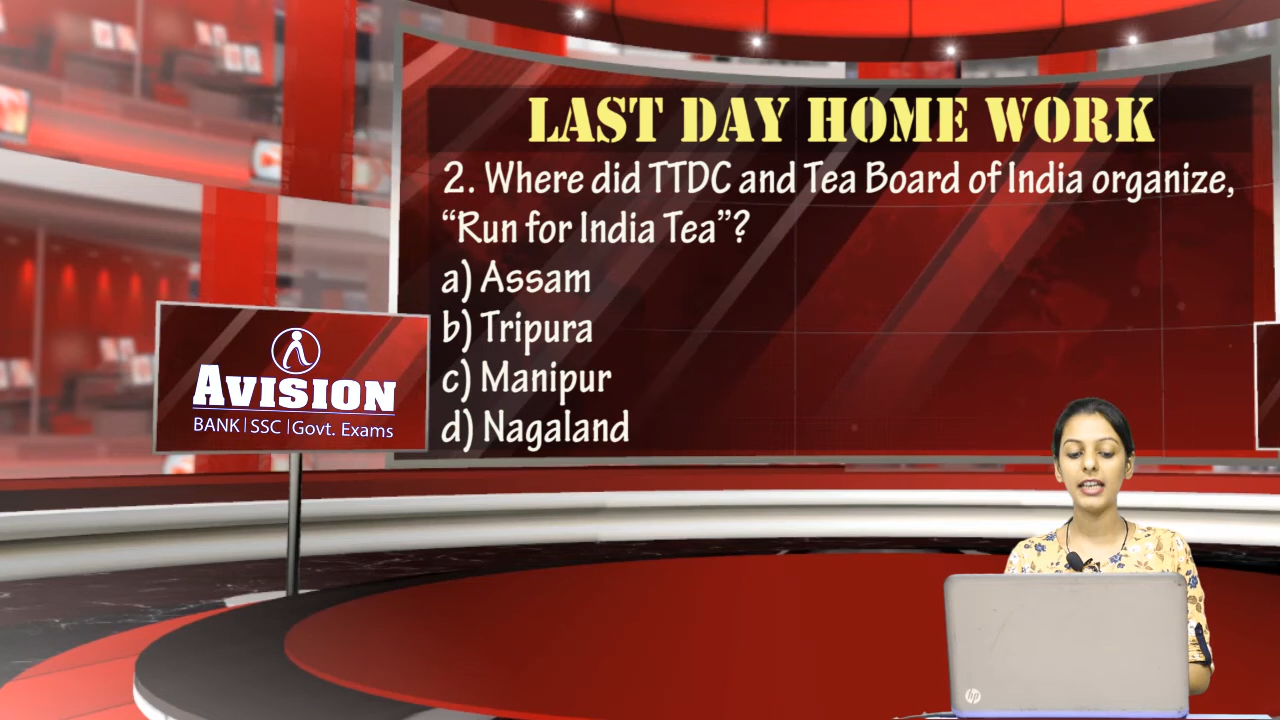 LAST DAY HOME WORK
2. Where did TTDC and Tea Board of India organize,
“Run for India Tea”?
a) Assam
b) Tripura
c) Manipur
d) Nagaland
AVISION
BANK | SSC | Govt. Exams
hp